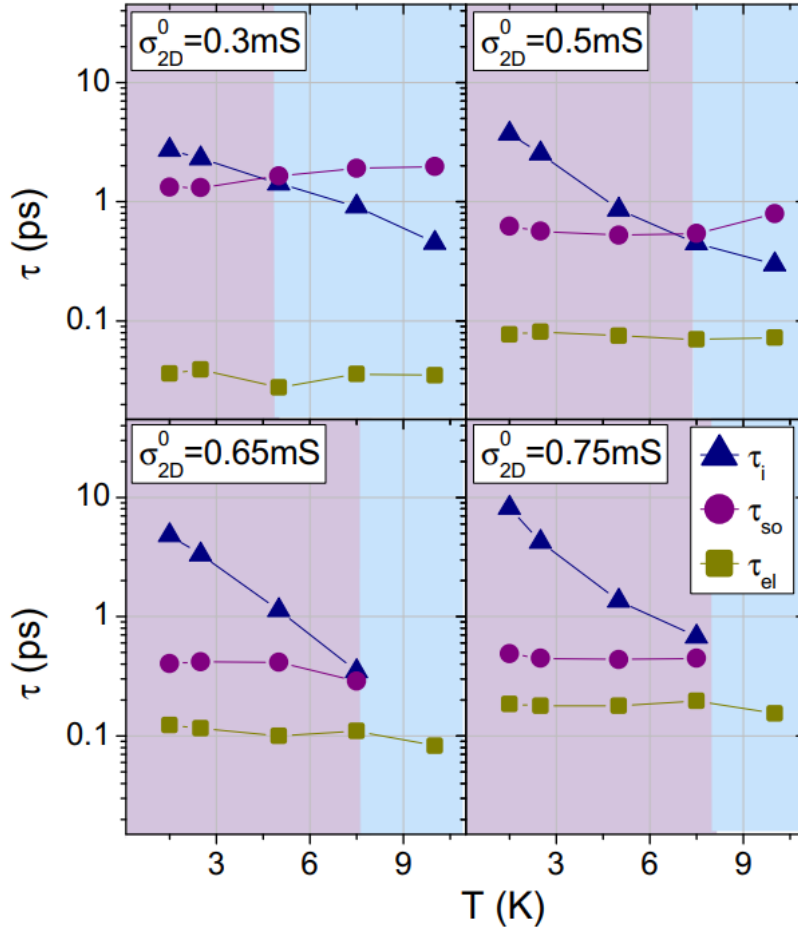 σ⁰₂D=0.3mS
σ⁰₂D=0.5mS
10
1
0.1
τ (ps)
σ⁰₂D=0.65mS
σ⁰₂D=0.75mS
τi
τso
τel
10
1
0.1
τ (ps)
3 6 9 3 6 9
T (K)